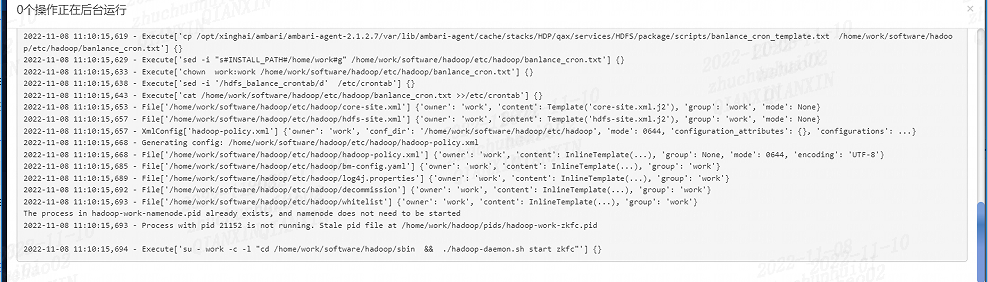 0个操作正在后台运行
×
2022-11-08 11:10:15,619 - Execute['cp /opt/xinghai/ambari/ambari-agent-2.1.2.7/var/lib/ambari-agent/cache/stacks/HDP/qax/services/HDFS/package/scripts/banlance_cron_template.txt  /home/work/software/hadoo
p/etc/hadoop/banlance_cron.txt'] {}
2022-11-08 11:10:15,629 - Execute['sed -i "s#INSTALL_PATH#/home/work#g" /home/work/software/hadoop/etc/hadoop/banlance_cron.txt'] {}
2022-11-08 11:10:15,633 - Execute['chown  work:work /home/work/software/hadoop/etc/hadoop/banlance_cron.txt'] {}
2022-11-08 11:10:15,638 - Execute['sed -i '/hdfs_balance_crontab/d'  /etc/crontab'] {}
2022-11-08 11:10:15,643 - Execute['cat /home/work/software/hadoop/etc/hadoop/banlance_cron.txt >>/etc/crontab'] {}
2022-11-08 11:10:15,653 - File['/home/work/software/hadoop/etc/hadoop/core-site.xml'] {'owner': 'work', 'content': Template('core-site.xml.j2'), 'group': 'work', 'mode': None}
2022-11-08 11:10:15,657 - File['/home/work/software/hadoop/etc/hadoop/hdfs-site.xml'] {'owner': 'work', 'content': Template('hdfs-site.xml.j2'), 'group': 'work', 'mode': None}
2022-11-08 11:10:15,657 - XmlConfig['hadoop-policy.xml'] {'owner': 'work', 'conf_dir': '/home/work/software/hadoop/etc/hadoop', 'mode': 0644, 'configuration_attributes': {}, 'configurations': ...}
2022-11-08 11:10:15,668 - Generating config: /home/work/software/hadoop/etc/hadoop/hadoop-policy.xml
2022-11-08 11:10:15,668 - File['/home/work/software/hadoop/etc/hadoop/hadoop-policy.xml'] {'owner': 'work', 'content': InlineTemplate(...), 'group': None, 'mode': 0644, 'encoding': 'UTF-8'}
2022-11-08 11:10:15,685 - File['/home/work/software/hadoop/etc/hadoop/bm-config.yaml'] {'owner': 'work', 'content': InlineTemplate(...), 'group': 'work'}
2022-11-08 11:10:15,689 - File['/home/work/software/hadoop/etc/hadoop/log4j.properties'] {'owner': 'work', 'content': InlineTemplate(...), 'group': 'work'}
2022-11-08 11:10:15,692 - File['/home/work/software/hadoop/etc/hadoop/decommission'] {'owner': 'work', 'content': InlineTemplate(...), 'group': 'work'}
2022-11-08 11:10:15,693 - File['/home/work/software/hadoop/etc/hadoop/whitelist'] {'owner': 'work', 'content': InlineTemplate(...), 'group': 'work'}
The process in hadoop-work-namenode.pid already exists, and namenode does not need to be started
2022-11-08 11:10:15,693 - Process with pid 21152 is not running. Stale pid file at /home/work/hadoop/pids/hadoop-work-zkfc.pid
2022-11-08 11:10:15,694 - Execute['su - work -c -l "cd /home/work/software/hadoop/sbin  &&  ./hadoop-daemon.sh start zkfc"'] {}